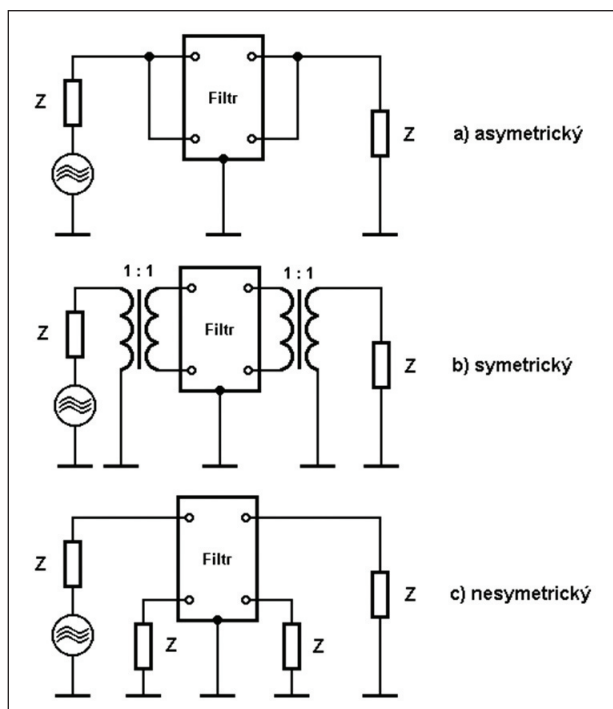 Z
Filtr
Z
a) asymetrický
1 : 1
1 : 1
Z
Filtr
Z
b) symetrický
Z
Filtr
Z
Z
Z
c) nesymetrický